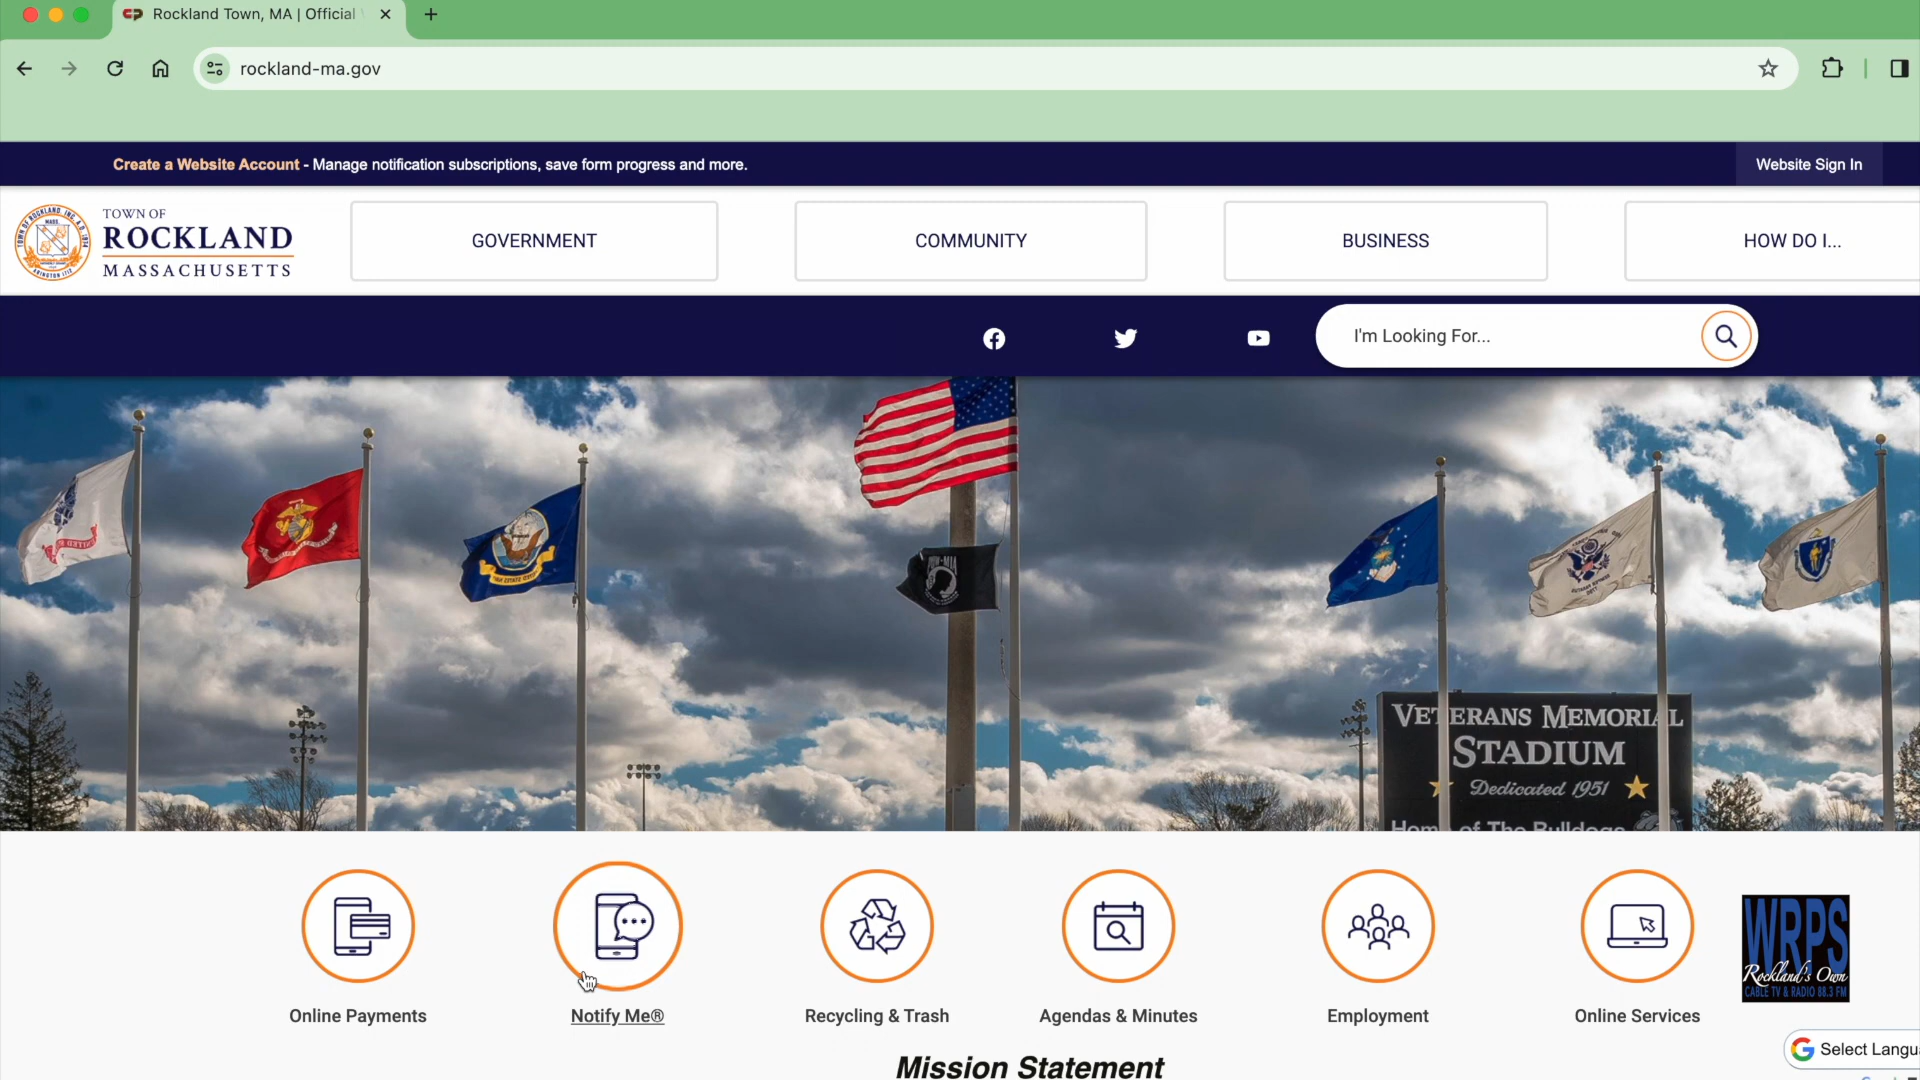 Rockland Town, MA | Official
rockland-ma.gov
Create a Website Account - Manage notification subscriptions, save form progress and more.
Website Sign In
TOWN OF
ROCKLAND
MASSACHUSETTS
GOVERNMENT
COMMUNITY
BUSINESS
HOW DO I...
I'm Looking For...
POW-MIA
VETERANS MEMORIAL
STADIUM
Dedicated 1951
Home of The Bulldogs
WRPS
Rockland's Own
CABLE TV & RADIO 88.3 FM
Online Payments
Notify Me®
Recycling & Trash
Agendas & Minutes
Employment
Online Services
Select Langu
Mission Statement